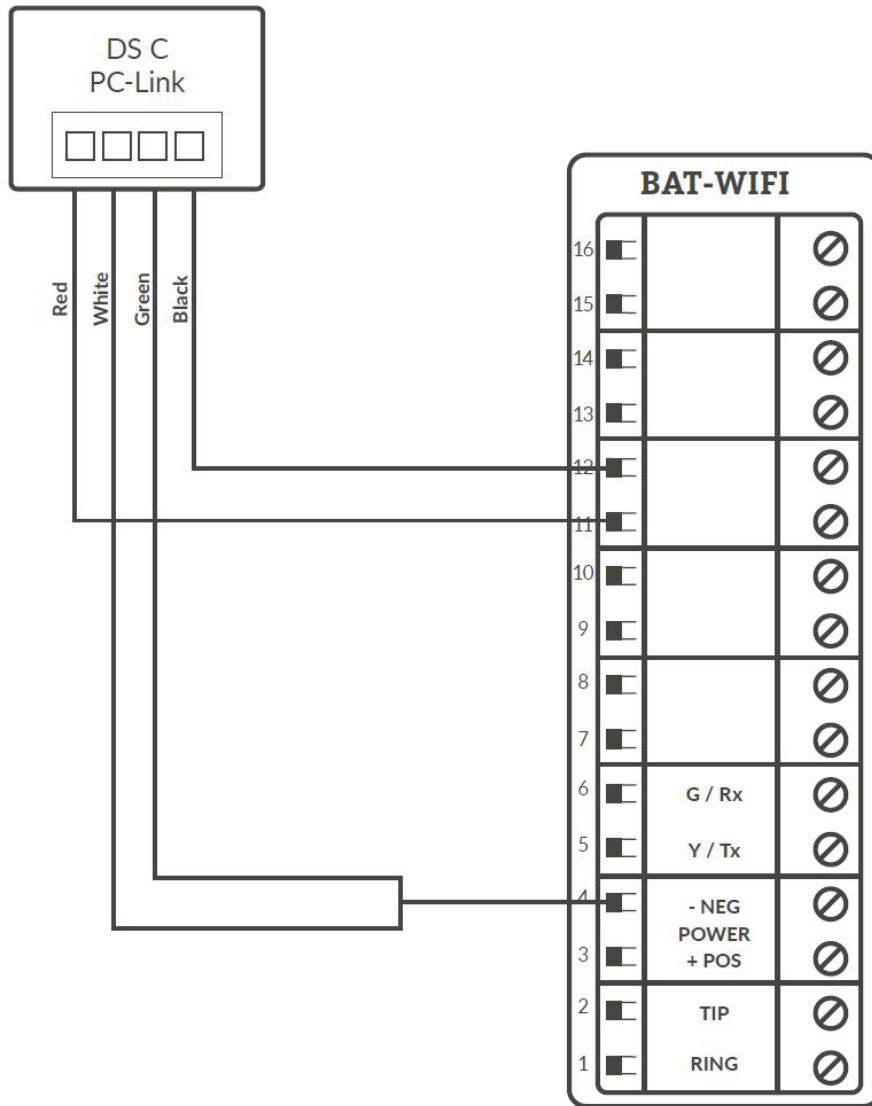 DS C
PC-Link
Red
White
Green
Black
BAT-WIFI
16
15
14
13
12
11
10
9
8
7
6 G / Rx
5 Y / Tx
4 - NEG
POWER
3 + POS
2 TIP
1 RING